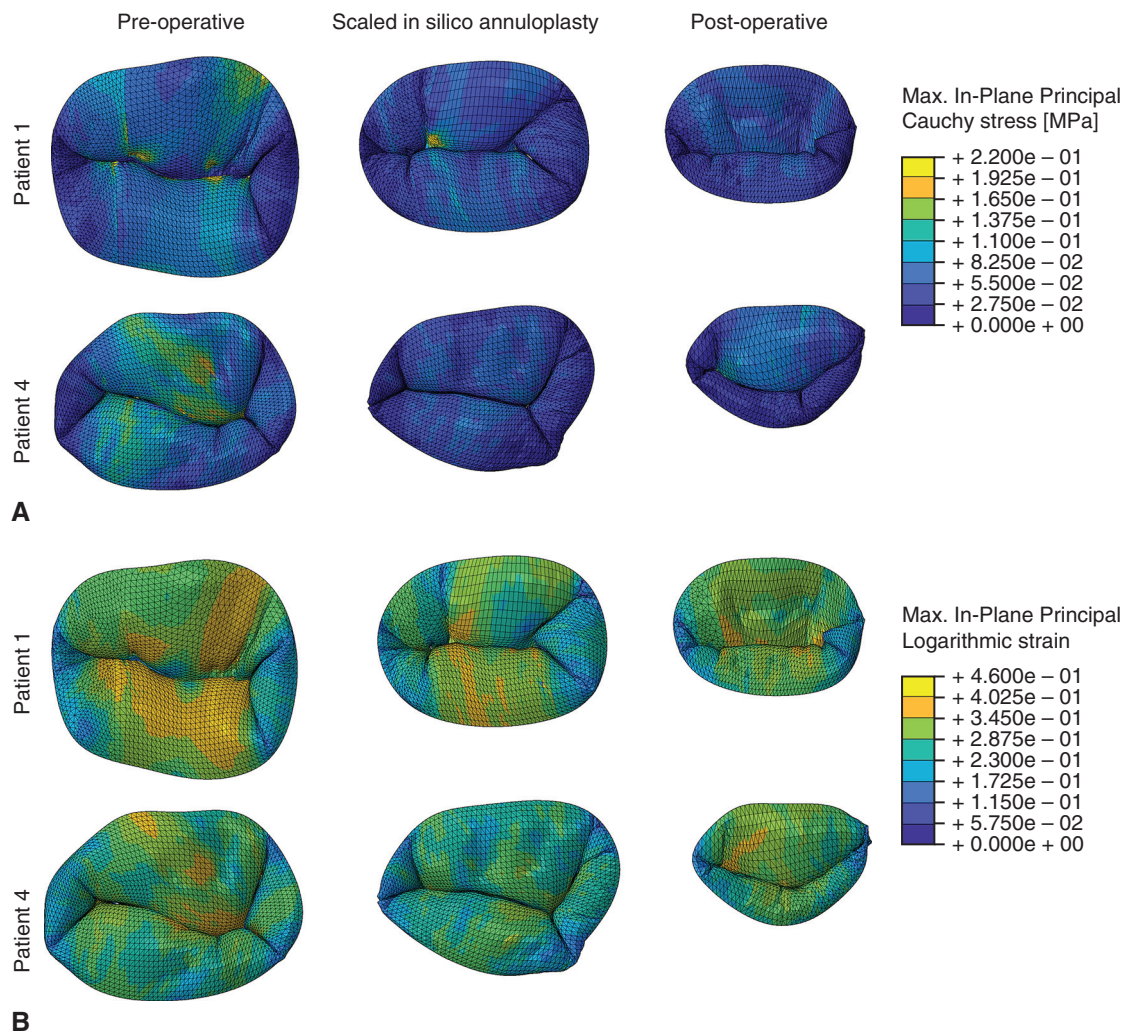 Pre-operative
Scaled in silico annuloplasty
Post-operative
Patient 1
Max. In-Plane Principal
Cauchy stress [MPa]
+ 2.200e – 01
+ 1.925e – 01
+ 1.650e – 01
+ 1.375e – 01
+ 1.100e – 01
+ 8.250e – 02
+ 5.500e – 02
+ 2.750e – 02
+ 0.000e + 00
Patient 4
A
Patient 1
Max. In-Plane Principal
Logarithmic strain
+ 4.600e – 01
+ 4.025e – 01
+ 3.450e – 01
+ 2.875e – 01
+ 2.300e – 01
+ 1.725e – 01
+ 1.150e – 01
+ 5.750e – 02
+ 0.000e + 00
Patient 4
B